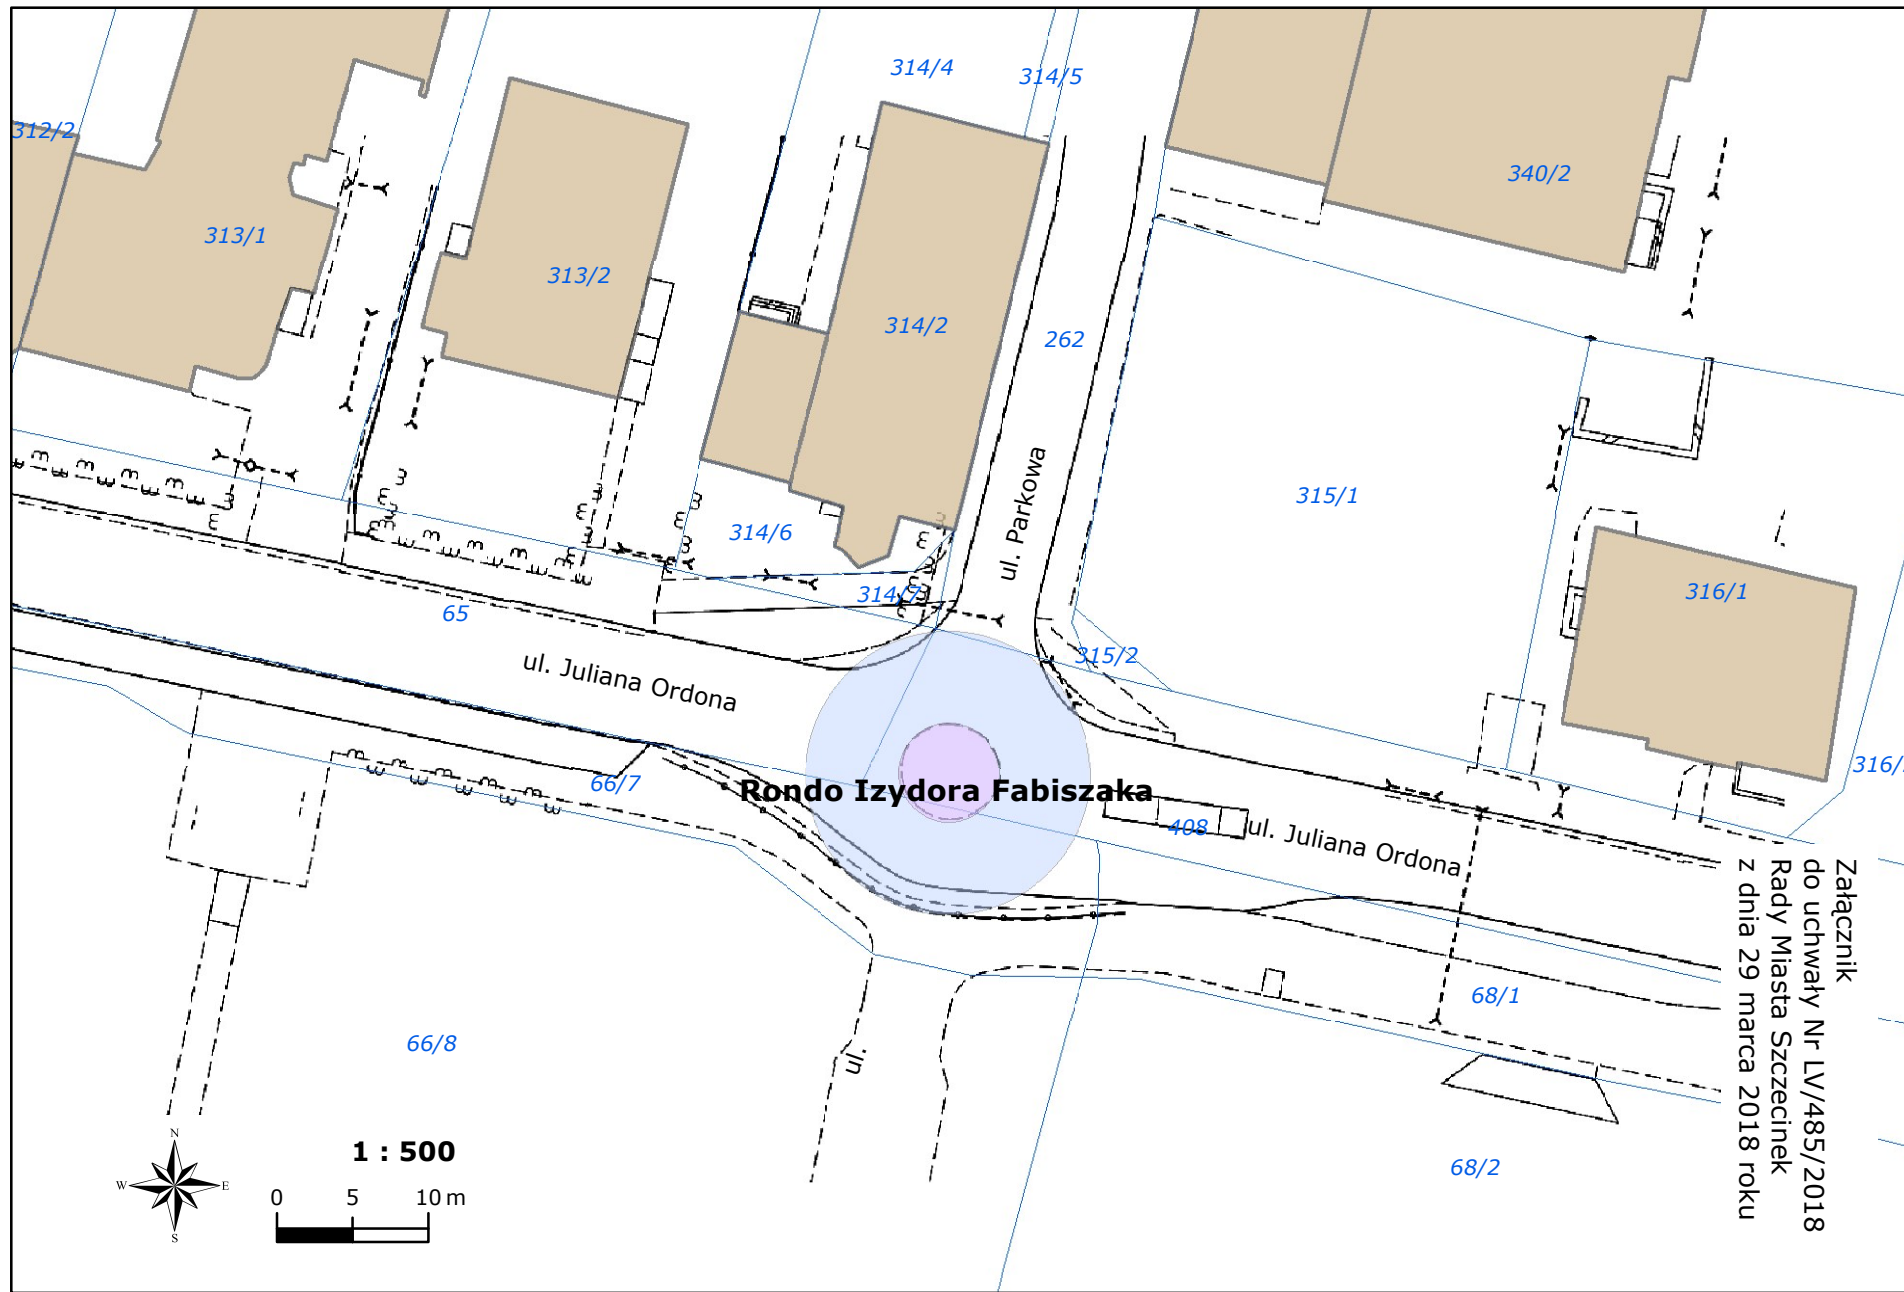 314/4
314/5
312/2
340/2
313/1
313/2
314/2
262
315/1
ul. Parkowa
314/6
314/7
316/1
65
315/2
ul. Juliana Ordona
66/7
Rondo Izydora Fabiszaka
408
ul. Juliana Ordona
68/1
66/8
ul.
68/2
Załącznik
do uchwały Nr LV/485/2018
Rady Miasta Szczecinek
z dnia 29 marca 2018 roku
N
W
E
S
1 : 500
0 5 10 m